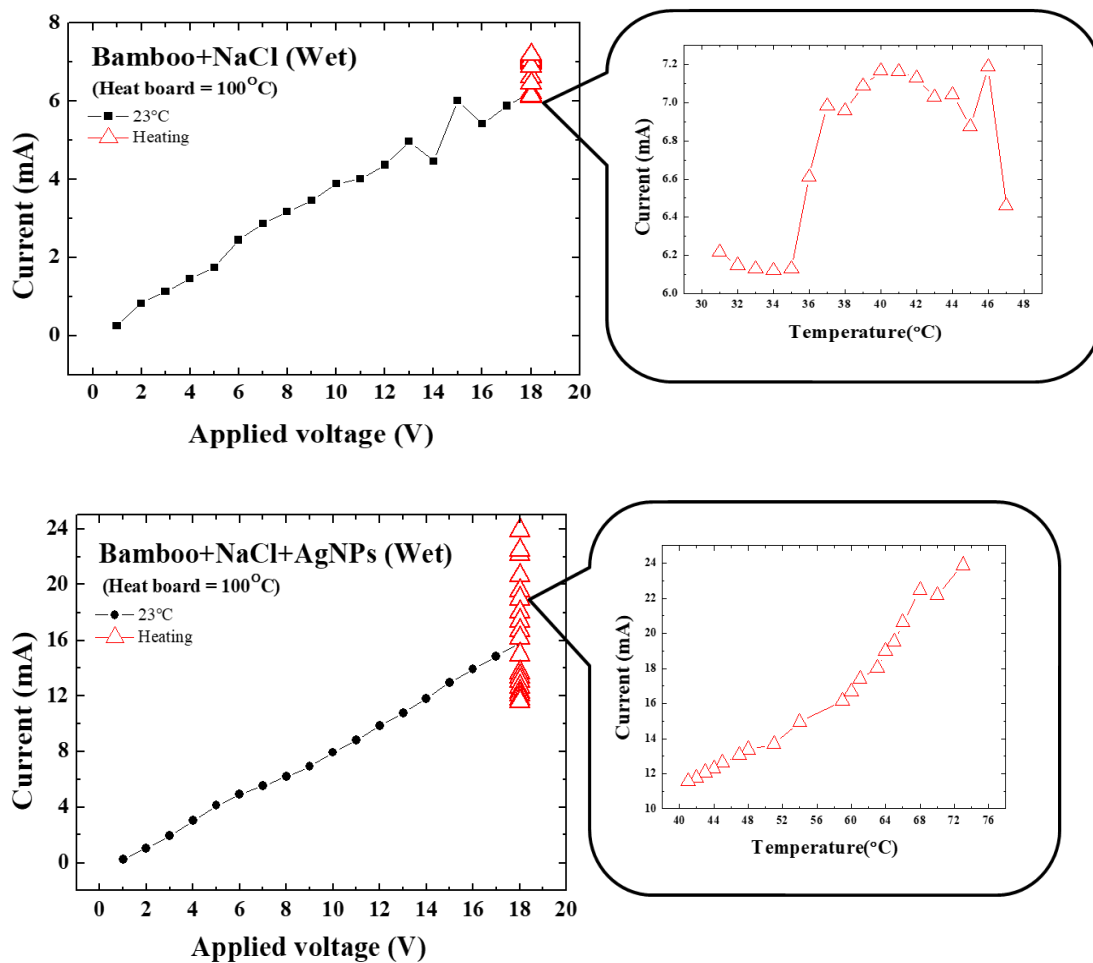 Bamboo+NaCl (Wet)
(Heat board = 100°C)
23°C
Heating
Current (mA)
8
6
4
2
0
0 2 4 6 8 10 12 14 16 18 20
Applied voltage (V)
Current (mA)
7.2
7.0
6.8
6.6
6.4
6.2
6.0
30 32 34 36 38 40 42 44 46 48
Temperature(°C)
Bamboo+NaCl+AgNPs (Wet)
(Heat board = 100°C)
23°C
Heating
Current (mA)
24
20
16
12
8
4
0
0 2 4 6 8 10 12 14 16 18 20
Applied voltage (V)
Current (mA)
24
22
20
18
16
14
12
10
40 44 48 52 56 60 64 68 72 76
Temperature(°C)